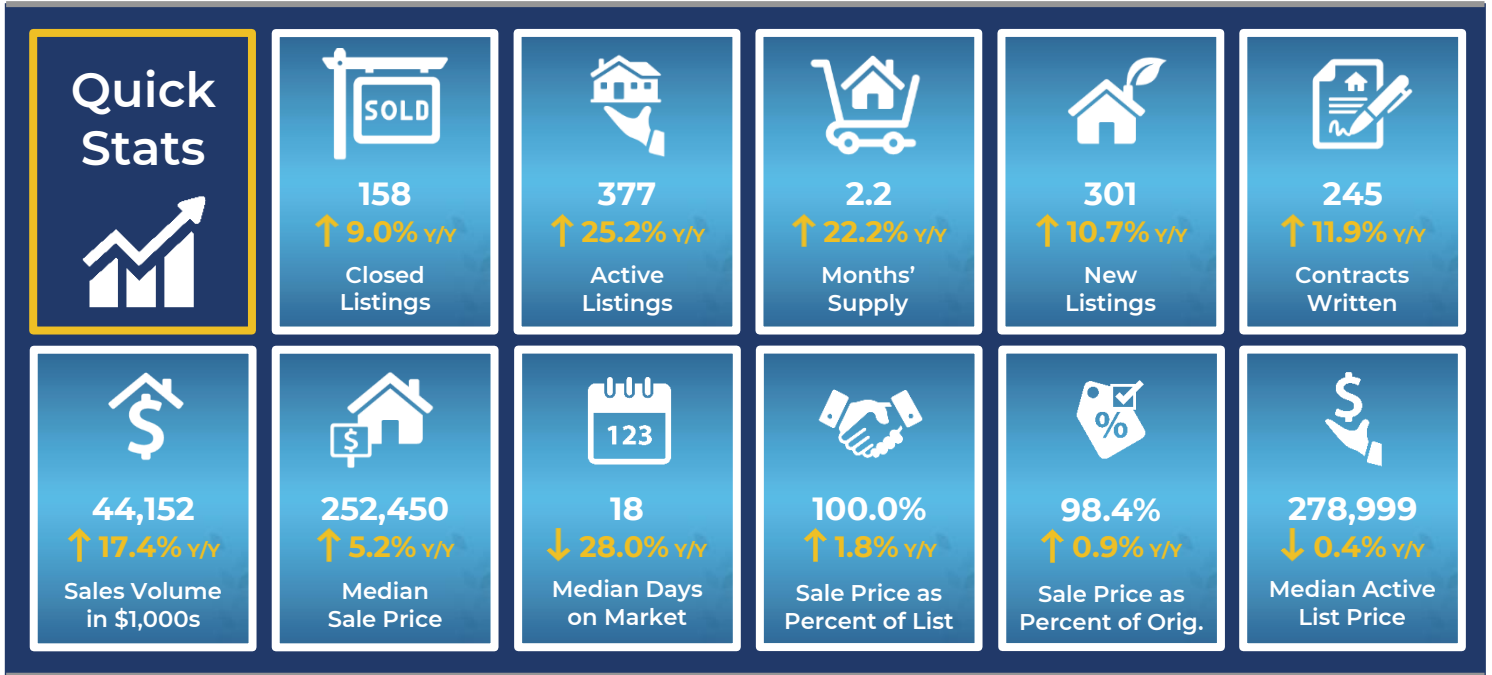 Quick
Stats
SOLD
158
↑ 9.0% Y/Y
Closed
Listings
377
↑ 25.2% Y/Y
Active
Listings
2.2
↑ 22.2% Y/Y
Months’
Supply
301
↑ 10.7% Y/Y
New
Listings
245
↑ 11.9% Y/Y
Contracts
Written
$
44,152
↑ 17.4% Y/Y
Sales Volume
in $1,000s
$
252,450
↑ 5.2% Y/Y
Median
Sale Price
123
18
↓ 28.0% Y/Y
Median Days
on Market
100.0%
↑ 1.8% Y/Y
Sale Price as
Percent of List
%
98.4%
↑ 0.9% Y/Y
Sale Price as
Percent of Orig.
$
278,999
↓ 0.4% Y/Y
Median Active
List Price